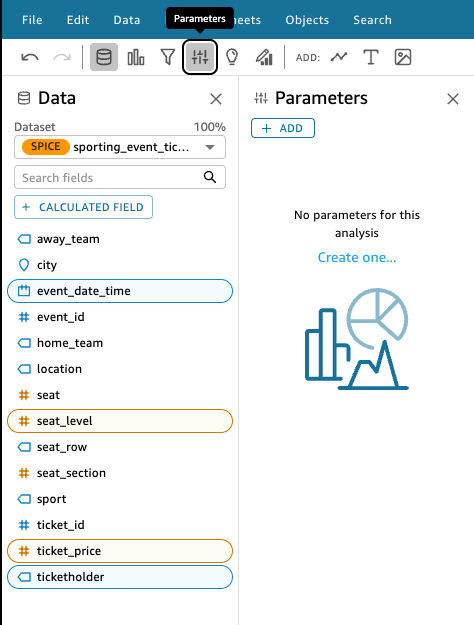 File Edit Data Sheets Objects Search
Parameters
ADD:
Data
Parameters
Dataset 100%
SPICE sporting_event_tic...
+ ADD
Search fields
+ CALCULATED FIELD
away_team
city
event_date_time
event_id
home_team
location
seat
seat_level
seat_row
seat_section
sport
ticket_id
ticket_price
ticketholder
No parameters for this
analysis
Create one...